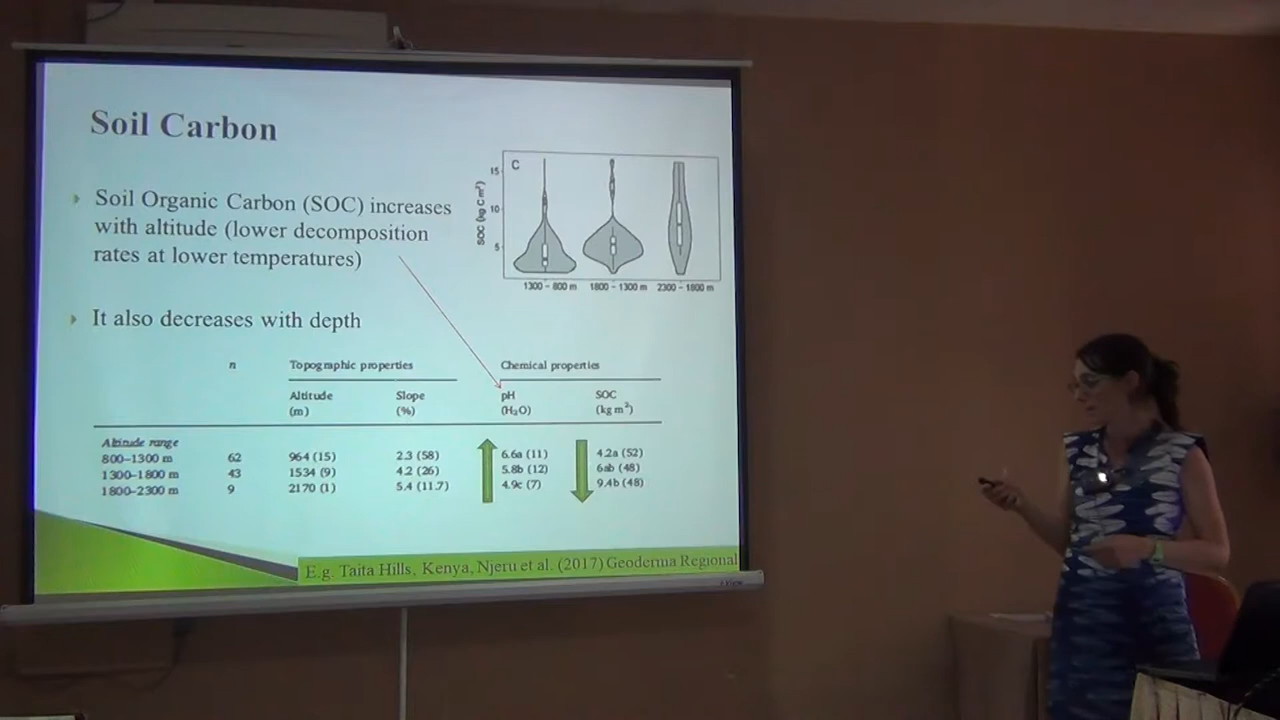 Soil Carbon
Soil Organic Carbon (SOC) increases
with altitude (lower decomposition
rates at lower temperatures)
It also decreases with depth
C
SOC (kg C m²)
15
10
5
1300 – 800 m 1800 – 1300 m 2300 – 1800 m
n Topographic properties Chemical properties
Altitude Slope pH SOC
(m) (%) (H₂O) (kg m²)
Altitude range
800–1300 m 62 964 (15) 2.3 (58) 6.6a (11) 4.2a (52)
1300–1800 m 43 1534 (9) 4.2 (26) 5.8b (12) 6ab (48)
1800–2300 m 9 2170 (1) 5.4 (11.7) 4.9c (7) 9.4b (48)
E.g. Taita Hills, Kenya, Njeru et al. (2017) Geoderma Regional